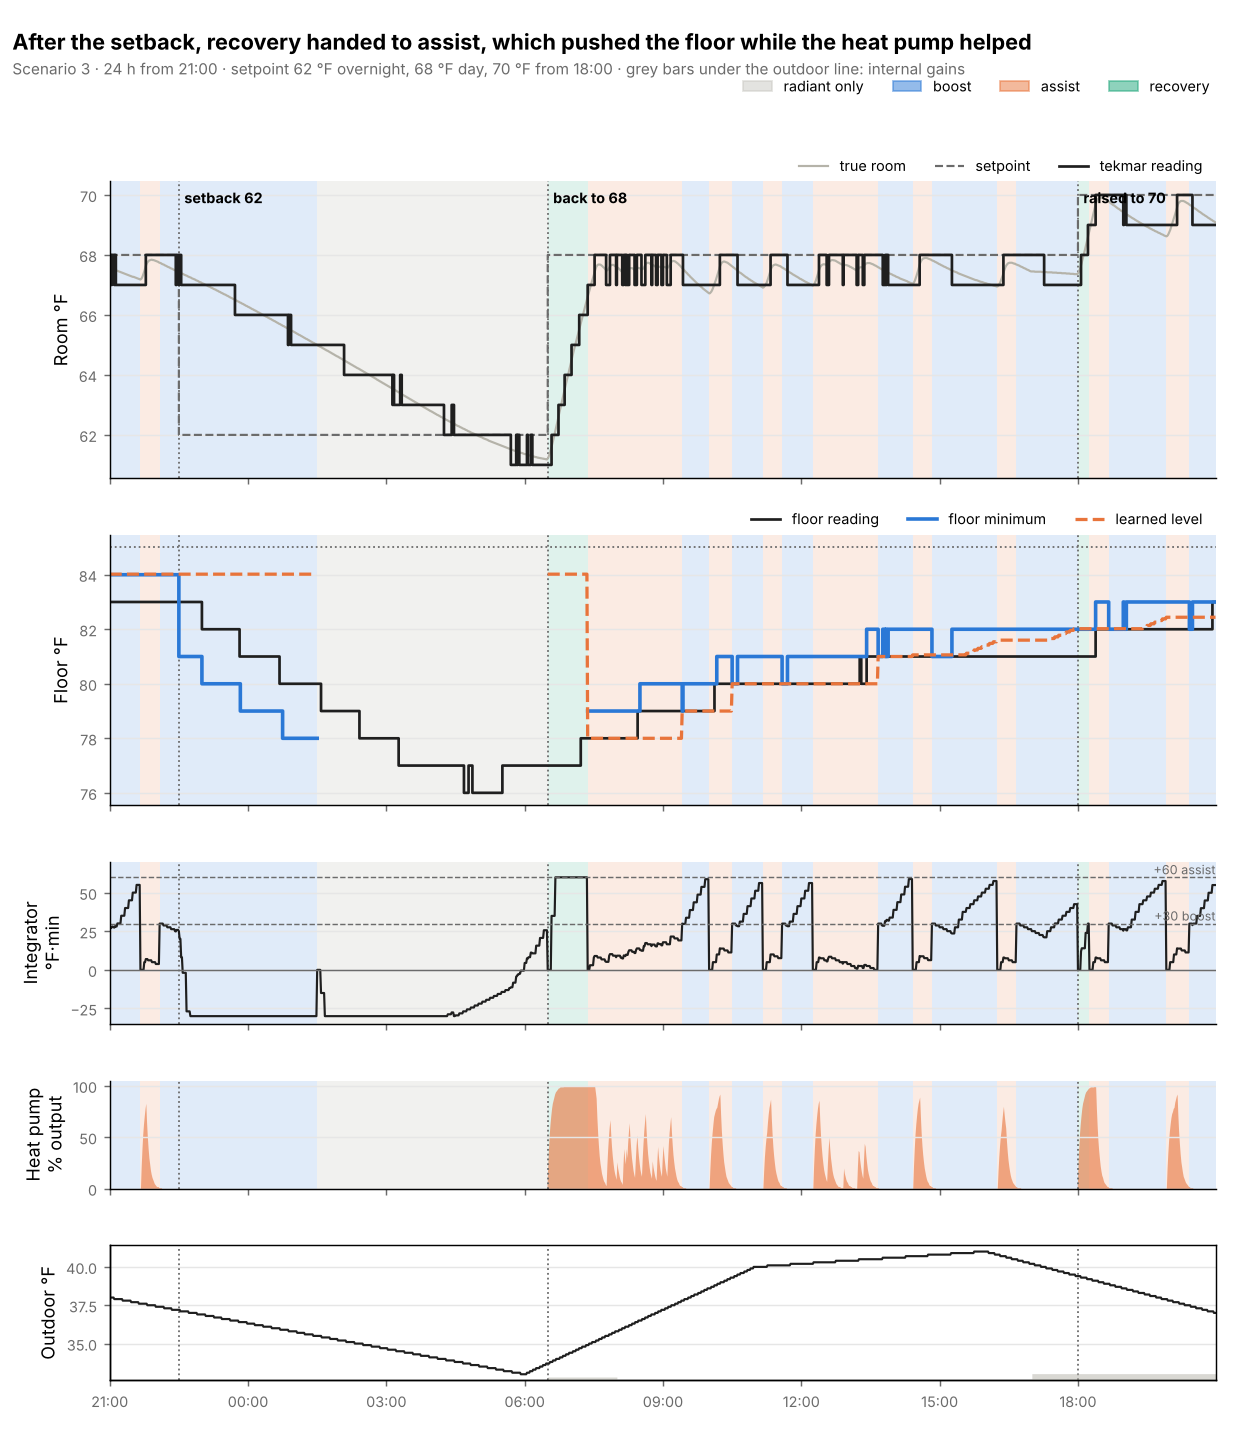 After the setback, recovery handed to assist, which pushed the floor while the heat pump helped
Scenario 3 · 24 h from 21:00 · setpoint 62 °F overnight, 68 °F day, 70 °F from 18:00 · grey bars under the outdoor line: internal gains
radiant only boost assist recovery
true room setpoint tekmar reading
setback 62 back to 68 raised to 70
Room °F
70
68
66
64
62
floor reading floor minimum learned level
Floor °F
84
82
80
78
76
Integrator
°F·min
+60 assist
+30 boost
50
25
0
−25
Heat pump
% output
100
50
0
Outdoor °F
40.0
37.5
35.0
21:00 00:00 03:00 06:00 09:00 12:00 15:00 18:00